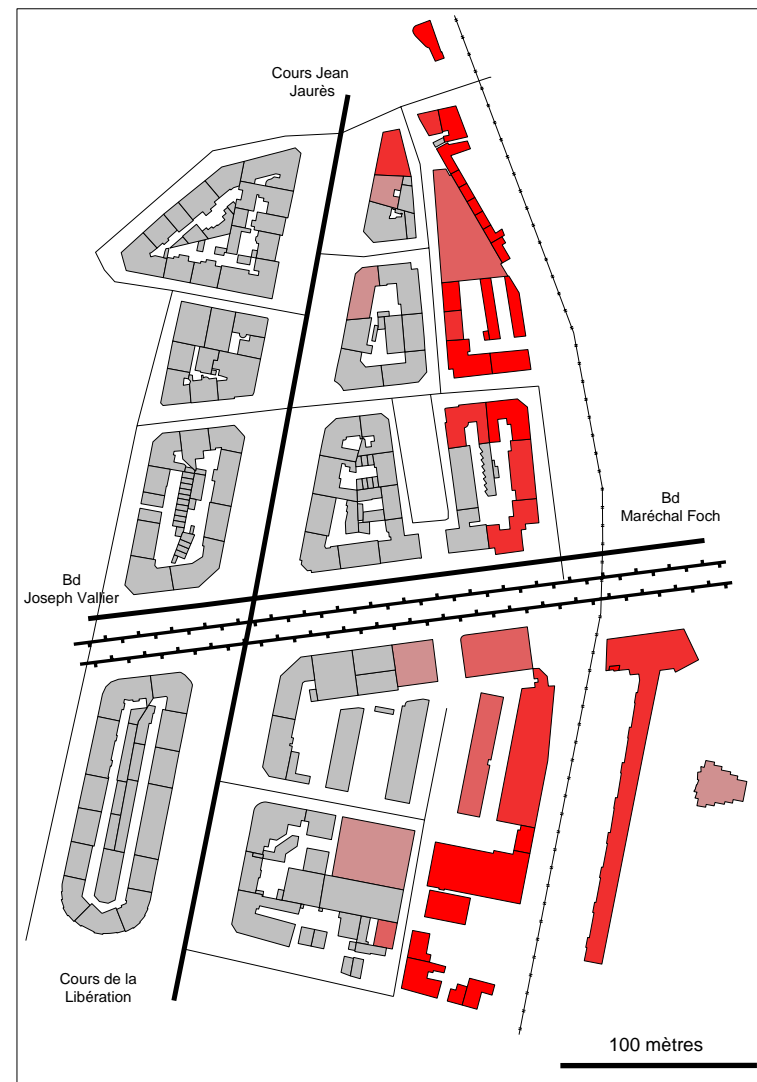 Cours Jean
Jaurès
Bd
Maréchal Foch
Bd
Joseph Vallier
Cours de la
Libération
100 mètres